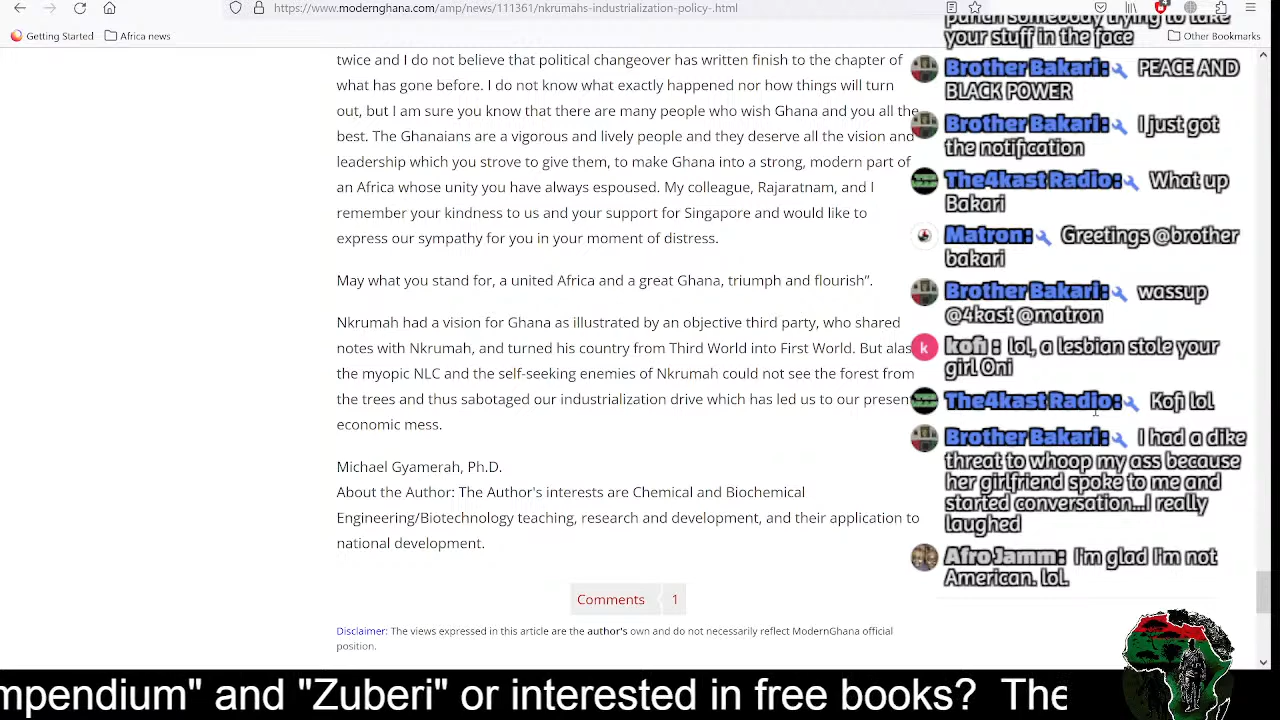 https://www.modernghana.com/amp/news/111361/nkrumahs-industrialization-policy-.html
4
Getting Started
Africa news
Other Bookmarks
twice and I do not believe that political changeover has written finish to the chapter of
what has gone before. I do not know what exactly happened nor how things will turn
out, but I am sure you know that there are many people who wish Ghana and you all the
best. The Ghanaians are a vigorous and lively people and they deserve all the vision and
leadership which you strove to give them, to make Ghana into a strong, modern part of
an Africa whose unity you have always espoused. My colleague, Rajaratnam, and I
remember your kindness to us and your support for Singapore and would like to
express our sympathy for you in your moment of distress.
May what you stand for, a united Africa and a great Ghana, triumph and flourish”.
Nkrumah had a vision for Ghana as illustrated by an objective third party, who shared
notes with Nkrumah, and turned his country from Third World into First World. But alas
the myopic NLC and the self-seeking enemies of Nkrumah could not see the forest from
the trees and thus sabotaged our industrialization drive which has led us to our present
economic mess.
Michael Gyamerah, Ph.D.
About the Author: The Author's interests are Chemical and Biochemical
Engineering/Biotechnology teaching, research and development, and their application to
national development.
Comments 1
Disclaimer: The views expressed in this article are the author's own and do not necessarily reflect ModernGhana official
position.
punch somebody trying to take
your stuff in the face
Brother Bakari: PEACE AND
BLACK POWER
Brother Bakari: I just got
the notification
The4kast Radio: What up
Bakari
Matron: Greetings @brother
bakari
Brother Bakari: wassup
@4kast @matron
k
kofi : lol, a lesbian stole your
girl Oni
The4kast Radio: Kofi lol
Brother Bakari: I had a dike
threat to whoop my ass because
her girlfriend spoke to me and
started conversation...I really
laughed
Afro Jamm: I'm glad I'm not
American. lol.
mpendium" and "Zuberi" or interested in free books? The